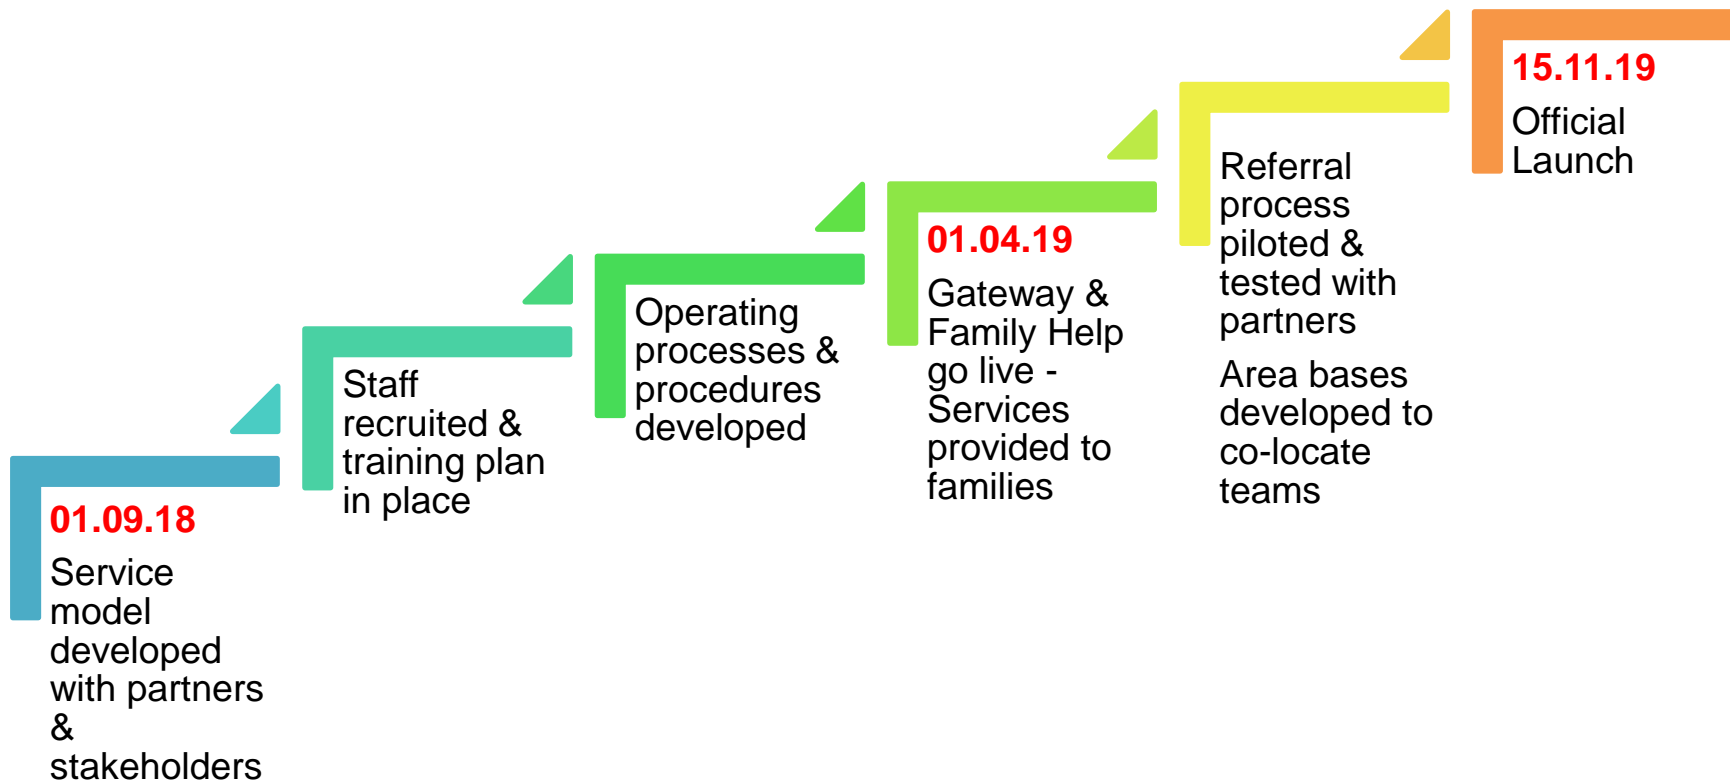 01.09.18
Service
model
developed
with partners
&
stakeholders
Staff
recruited &
training plan
in place
Operating
processes &
procedures
developed
01.04.19
Gateway &
Family Help
go live -
Services
provided to
families
Referral
process
piloted &
tested with
partners
Area bases
developed to
co-locate
teams
15.11.19
Official
Launch